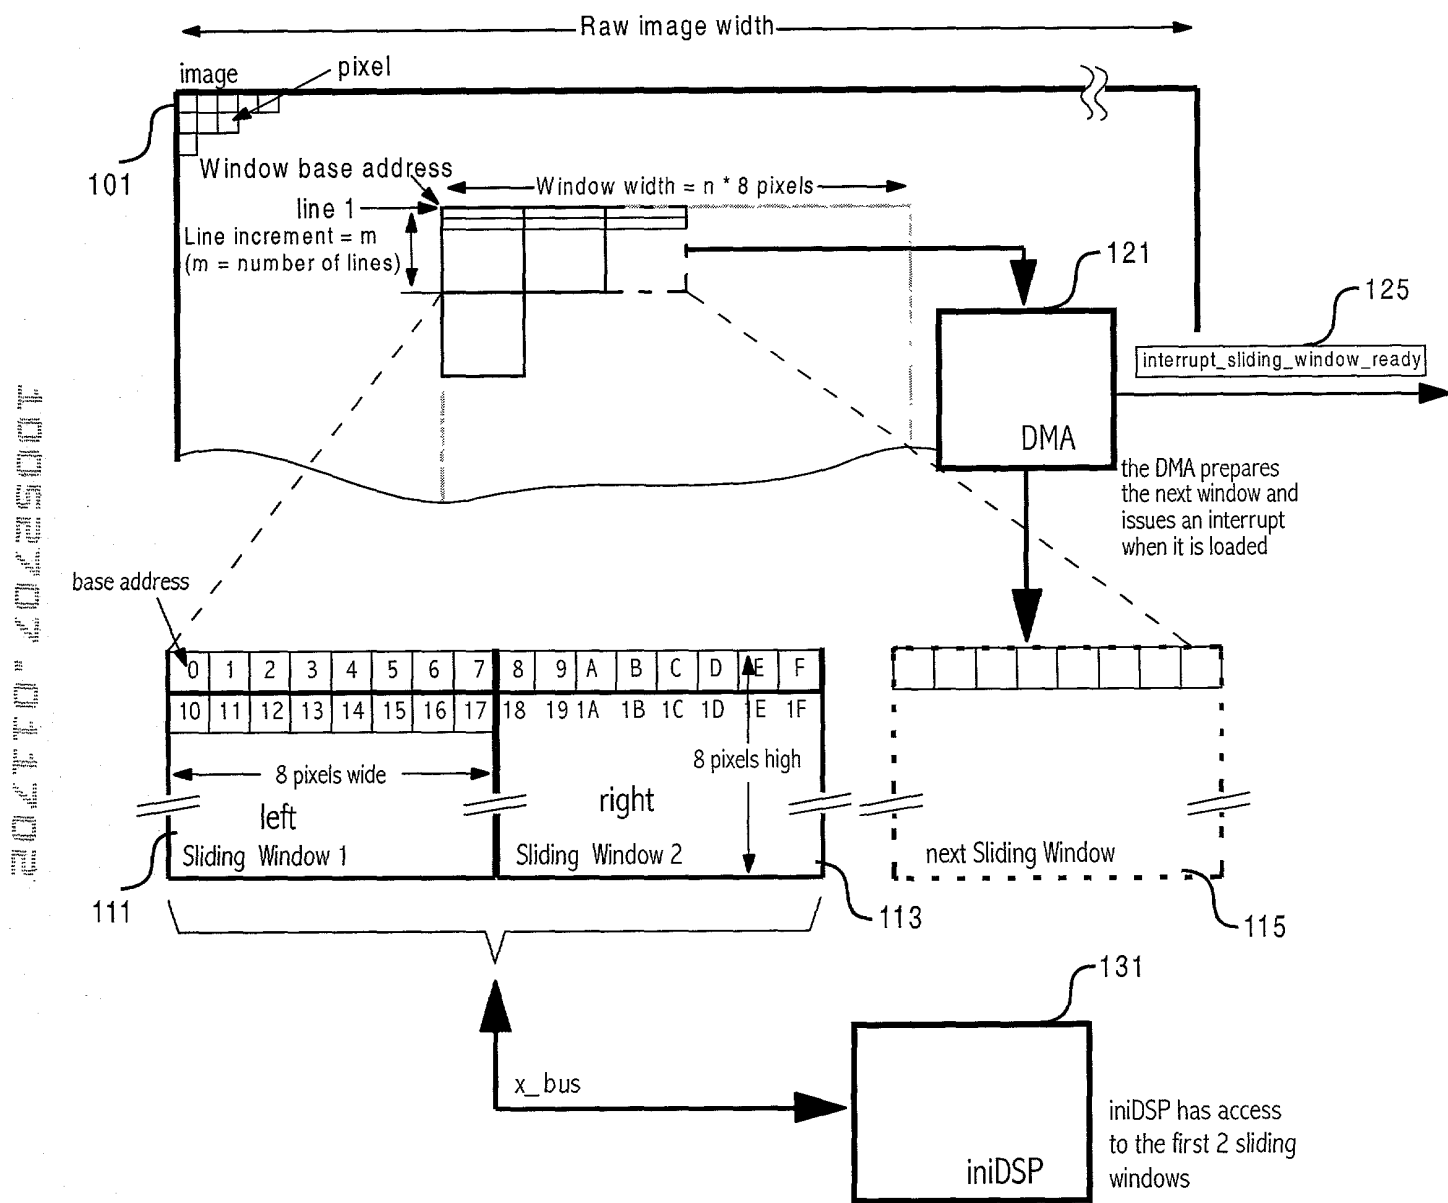 Raw image width
image
pixel
101
Window base address
Window width = n * 8 pixels
line 1
Line increment = m
(m = number of lines)
121
125
interrupt_sliding_window_ready
DMA
the DMA prepares
the next window and
issues an interrupt
when it is loaded
10052707.011702
base address
0 1 2 3 4 5 6 7 8 9 A B C D E F
10 11 12 13 14 15 16 17 18 19 1A 1B 1C 1D 1E 1F
8 pixels wide
8 pixels high
left
right
Sliding Window 1
Sliding Window 2
next Sliding Window
111
113
115
131
x_bus
iniDSP
iniDSP has access
to the first 2 sliding
windows